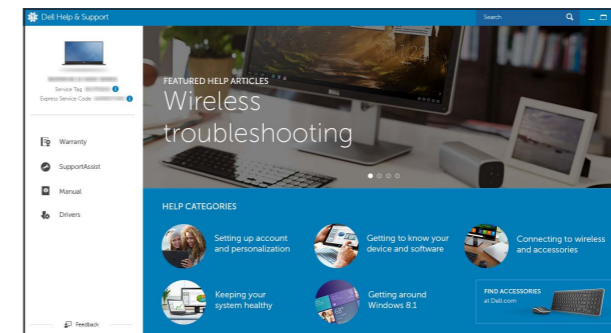 Dell Help & Support
Search
Service Tag
Express Service Code
Warranty
SupportAssist
Manual
Drivers
Feedback
FEATURED HELP ARTICLES
Wireless
troubleshooting
HELP CATEGORIES
Setting up account
and personalization
Getting to know your
device and software
Connecting to wireless
and accessories
Keeping your
system healthy
Getting around
Windows 8.1
FIND ACCESSORIES
at Dell.com